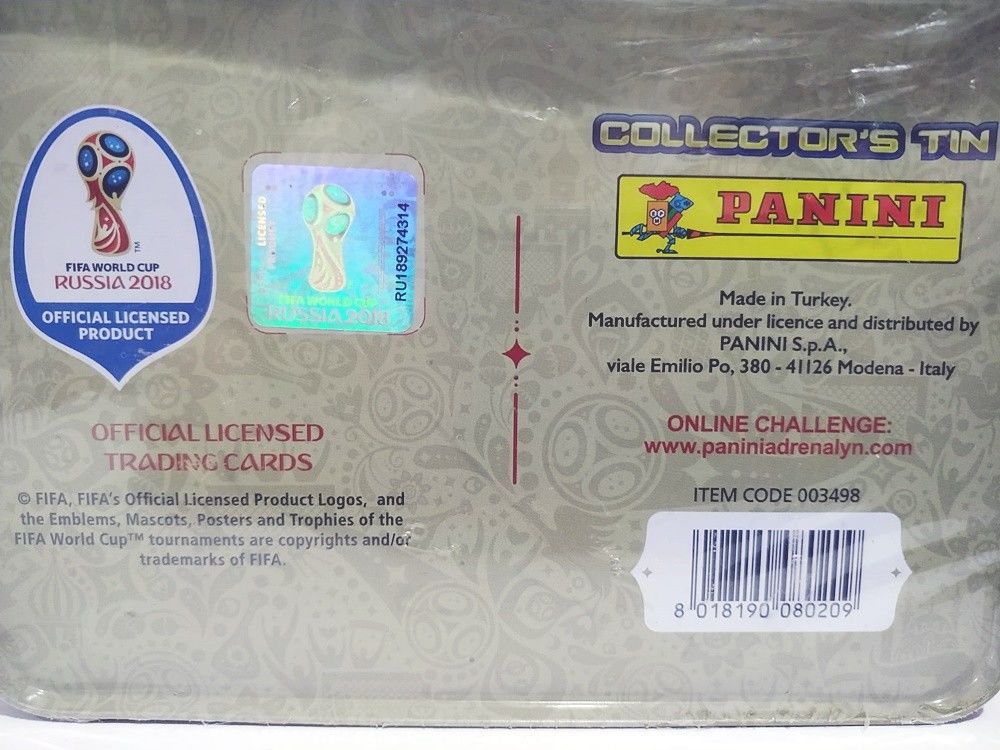 FIFA WORLD CUP
RUSSIA 2018
OFFICIAL LICENSED
PRODUCT
LICENSED
RU189274314
FIFA WORLD CUP
RUSSIA 2018
OFFICIAL LICENSED
TRADING CARDS
© FIFA, FIFA's Official Licensed Product Logos, and
the Emblems, Mascots, Posters and Trophies of the
FIFA World Cup™ tournaments are copyrights and/or
trademarks of FIFA.
COLLECTOR'S TIN
PANINI
Made in Turkey.
Manufactured under licence and distributed by
PANINI S.p.A.,
viale Emilio Po, 380 - 41126 Modena - Italy
ONLINE CHALLENGE:
www.paniniadrenalyn.com
ITEM CODE 003498
8 018190 080209